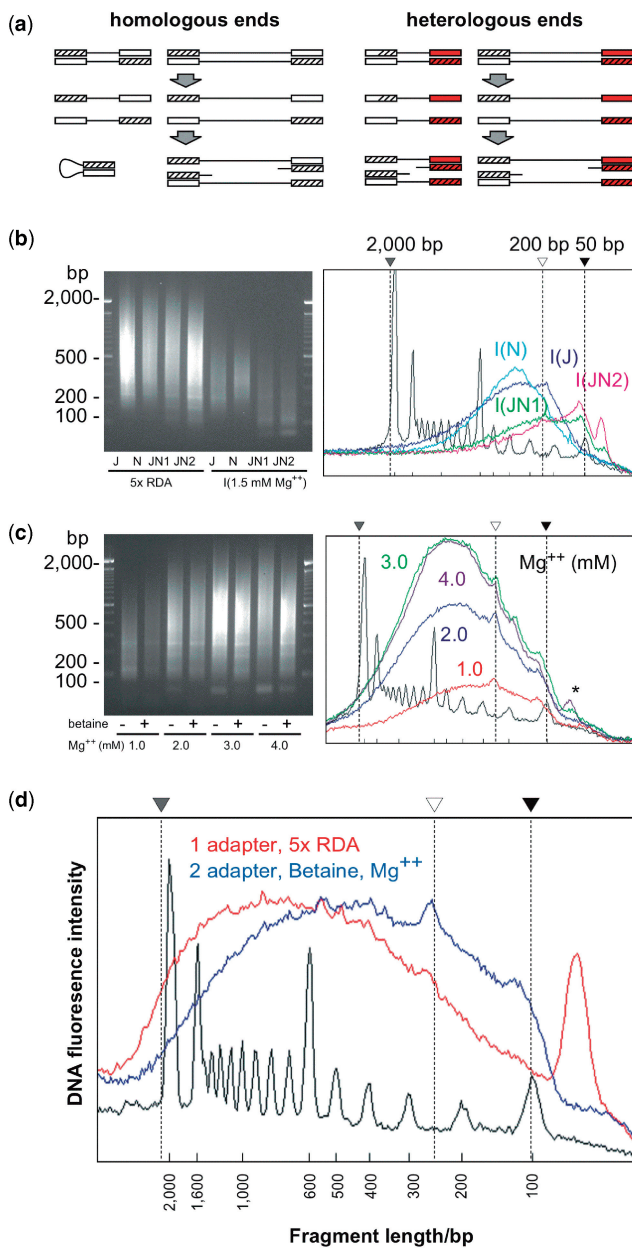 (a)
homologous ends heterologous ends
(b)
bp
2,000-
500 -
200 -
100 -
J N JN1 JN2 J N JN1 JN2
5x RDA I(1.5 mM Mg++)
2,000 bp 200 bp 50 bp
I(N) I(J)
I(JN2)
I(JN1)
(c)
bp
2,000-
500 -
200 -
100 -
betaine - + - + - + - +
Mg++ (mM) 1.0 2.0 3.0 4.0
Mg++ (mM)
3.0
4.0
2.0
1.0
*
(d)
1 adapter, 5x RDA
2 adapter, Betaine, Mg++
DNA fluoresence intensity
2,000 1,600 1,000 600 500 400 300 200 100
Fragment length/bp